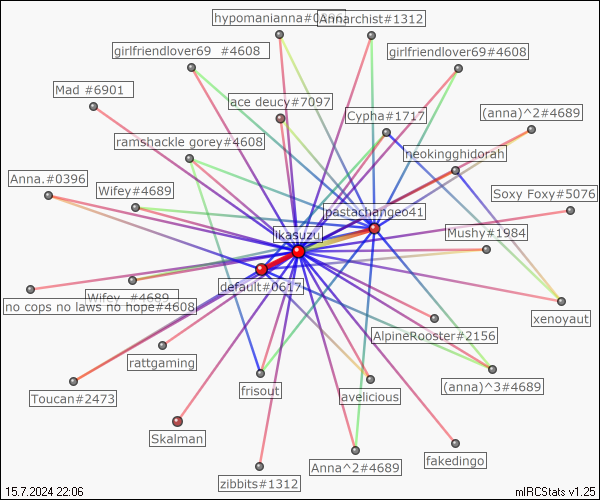 hypomanianna#0
Annarchist#1312
girlfriendlover69 #4608
girlfriendlover69#4608
Mad #6901
ace deucy#7097
Cypha#1717
(anna)^2#4689
ramshackle gorey#4608
neokingghidorah
Anna.#0396
Wifey#4689
Soxy Foxy#5076
pastachange041
ikasuzu
Mushy#1984
default#0617
Wifey_#4689
no cops no laws no hope#4608
xenoyaut
AlpineRooster#2156
rattgaming
Toucan#2473
frisout
avelicious
(anna)^3#4689
Skalman
Anna^2#4689
fakedingo
zibbits#1312
15.7.2024 22:06
mIRCStats v1.25